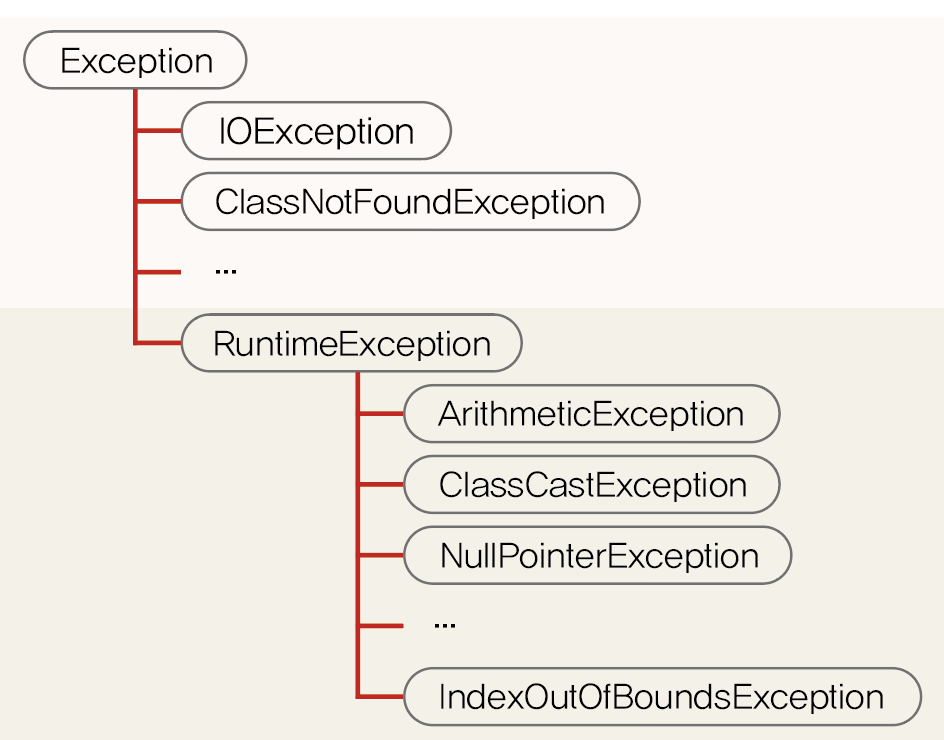 Exception
IOException
ClassNotFoundException
...
RuntimeException
ArithmeticException
ClassCastException
NullPointerException
...
IndexOutOfBoundsException